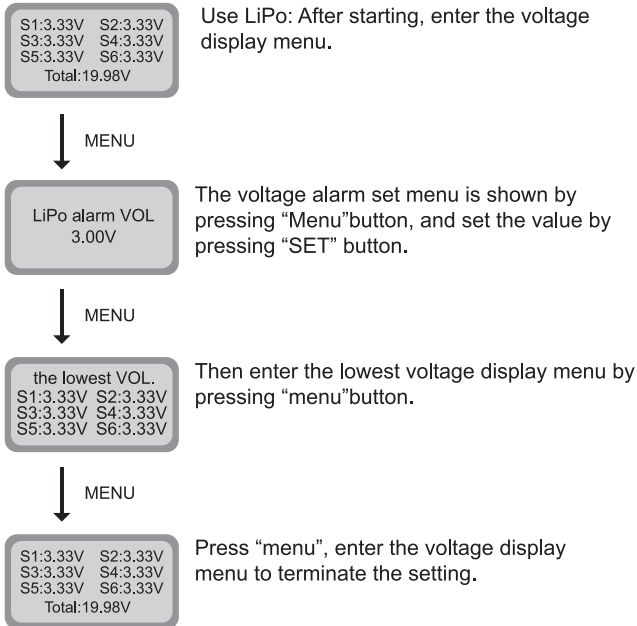 S1:3.33V S2:3.33V
S3:3.33V S4:3.33V
S5:3.33V S6:3.33V
Total:19.98V
Use LiPo: After starting, enter the voltage
display menu.
MENU
LiPo alarm VOL
3.00V
The voltage alarm set menu is shown by
pressing “Menu”button, and set the value by
pressing “SET” button.
MENU
the lowest VOL.
S1:3.33V S2:3.33V
S3:3.33V S4:3.33V
S5:3.33V S6:3.33V
Then enter the lowest voltage display menu by
pressing “menu”button.
MENU
S1:3.33V S2:3.33V
S3:3.33V S4:3.33V
S5:3.33V S6:3.33V
Total:19.98V
Press “menu”, enter the voltage display
menu to terminate the setting.